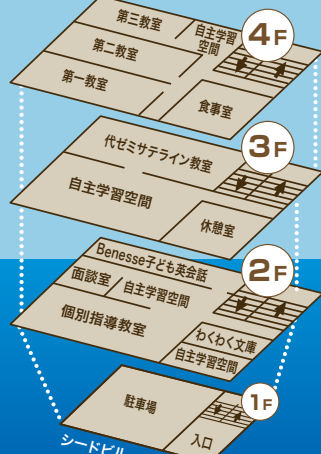 4F
第三教室
自主学習
空間
第二教室
第一教室
食事室
3F
代ゼミサテライン教室
自主学習空間
休憩室
2F
Benesse子ども英会話
面談室
自主学習空間
個別指導教室
わくわく文庫
自主学習空間
1F
駐車場
入口
シードビル